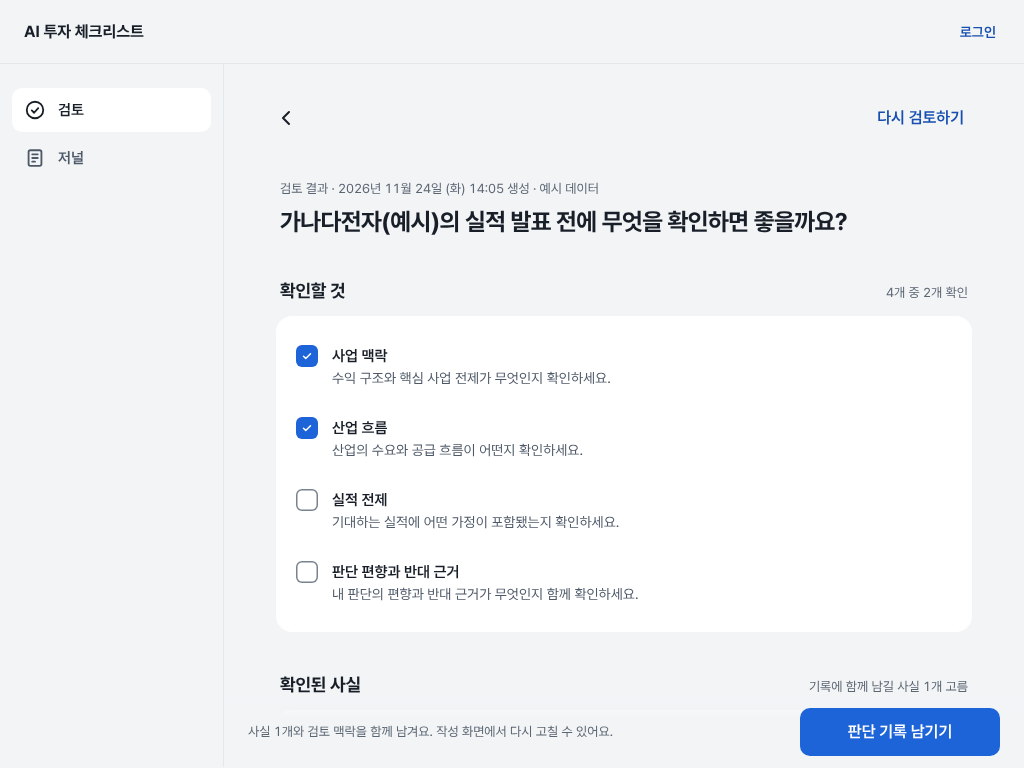 AI 투자 체크리스트
로그인
검토
저널
다시 검토하기
검토 결과 · 2026년 11월 24일 (화) 14:05 생성 · 예시 데이터
가나다전자(예시)의 실적 발표 전에 무엇을 확인하면 좋을까요?
확인할 것
4개 중 2개 확인
사업 맥락
수익 구조와 핵심 사업 전제가 무엇인지 확인하세요.
산업 흐름
산업의 수요와 공급 흐름이 어떤지 확인하세요.
실적 전제
기대하는 실적에 어떤 가정이 포함됐는지 확인하세요.
판단 편향과 반대 근거
내 판단의 편향과 반대 근거가 무엇인지 함께 확인하세요.
확인된 사실
기록에 함께 남길 사실 1개 고름
사실 1개와 검토 맥락을 함께 남겨요. 작성 화면에서 다시 고칠 수 있어요.
판단 기록 남기기